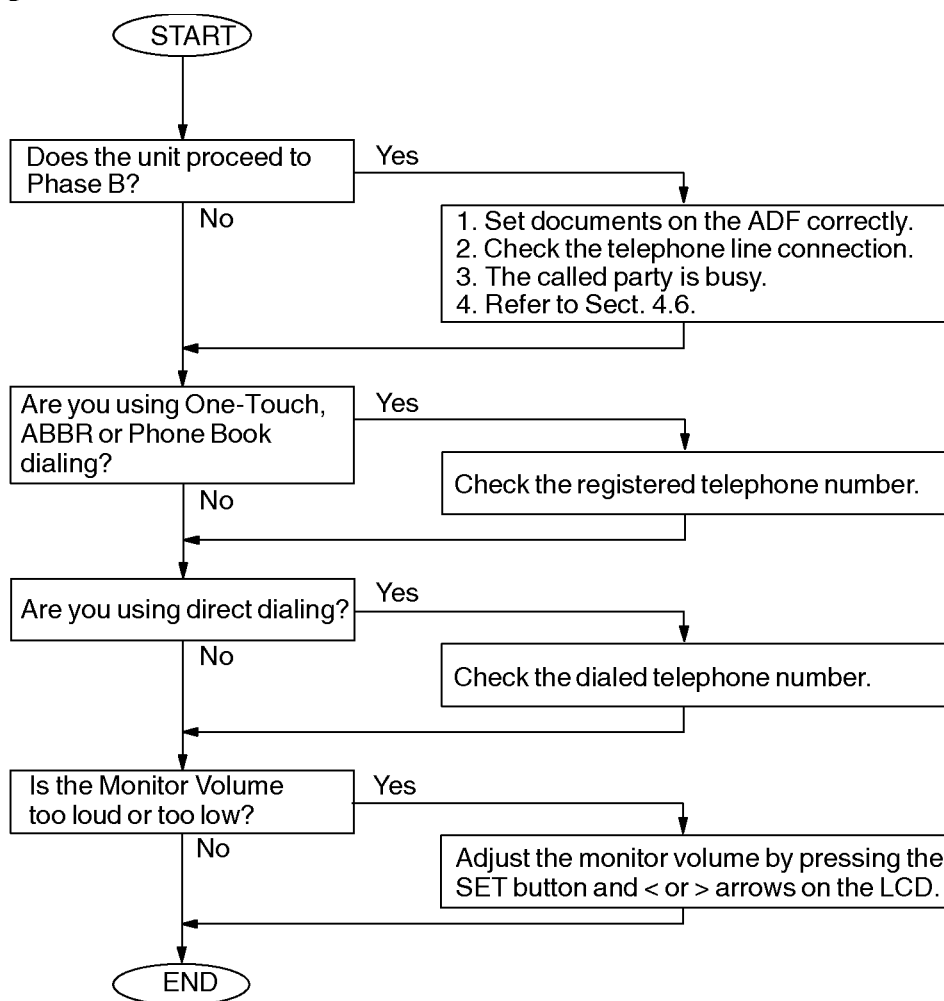 START
Does the unit proceed to
Phase B?
Yes
No
1. Set documents on the ADF correctly.
2. Check the telephone line connection.
3. The called party is busy.
4. Refer to Sect. 4.6.
Are you using One-Touch,
ABBR or Phone Book
dialing?
Yes
No
Check the registered telephone number.
Are you using direct dialing?
Yes
No
Check the dialed telephone number.
Is the Monitor Volume
too loud or too low?
Yes
No
Adjust the monitor volume by pressing the
SET button and < or > arrows on the LCD.
END